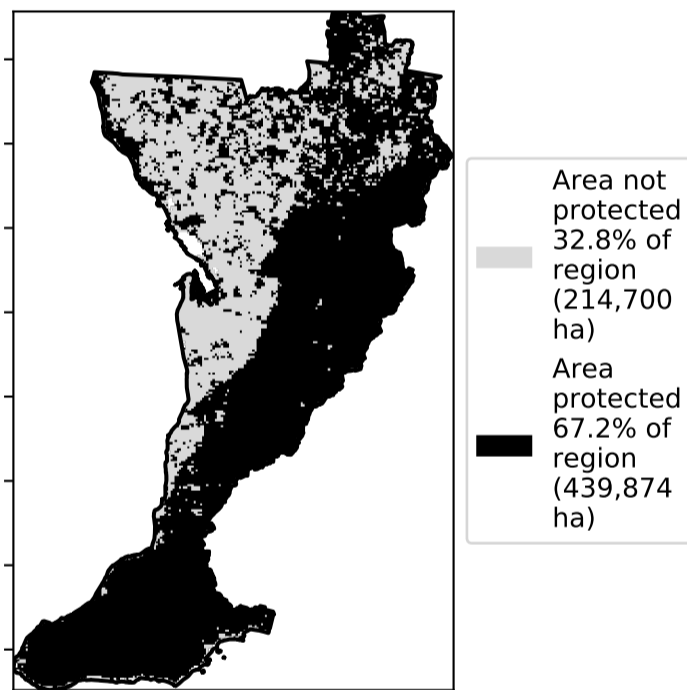 Area not
protected
32.8% of
region
(214,700
ha)
Area
protected
67.2% of
region
(439,874
ha)